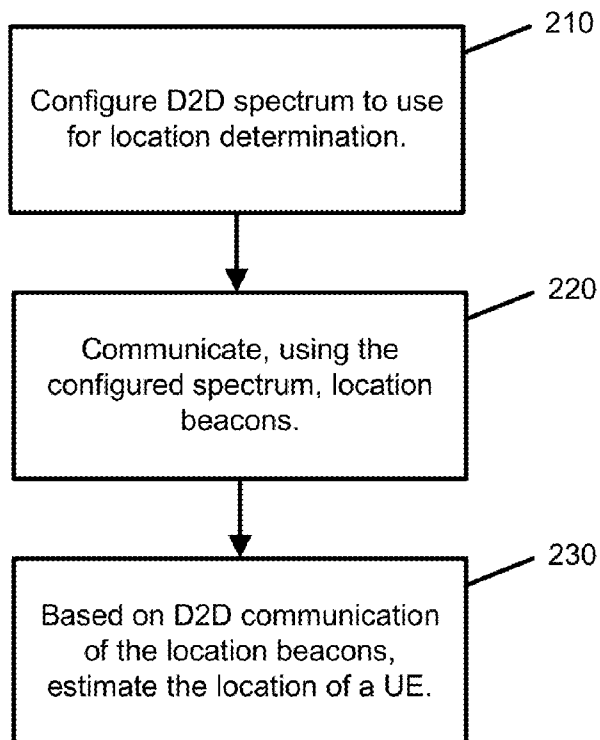 210
Configure D2D spectrum to use
for location determination.
220
Communicate, using the
configured spectrum, location
beacons.
230
Based on D2D communication
of the location beacons,
estimate the location of a UE.